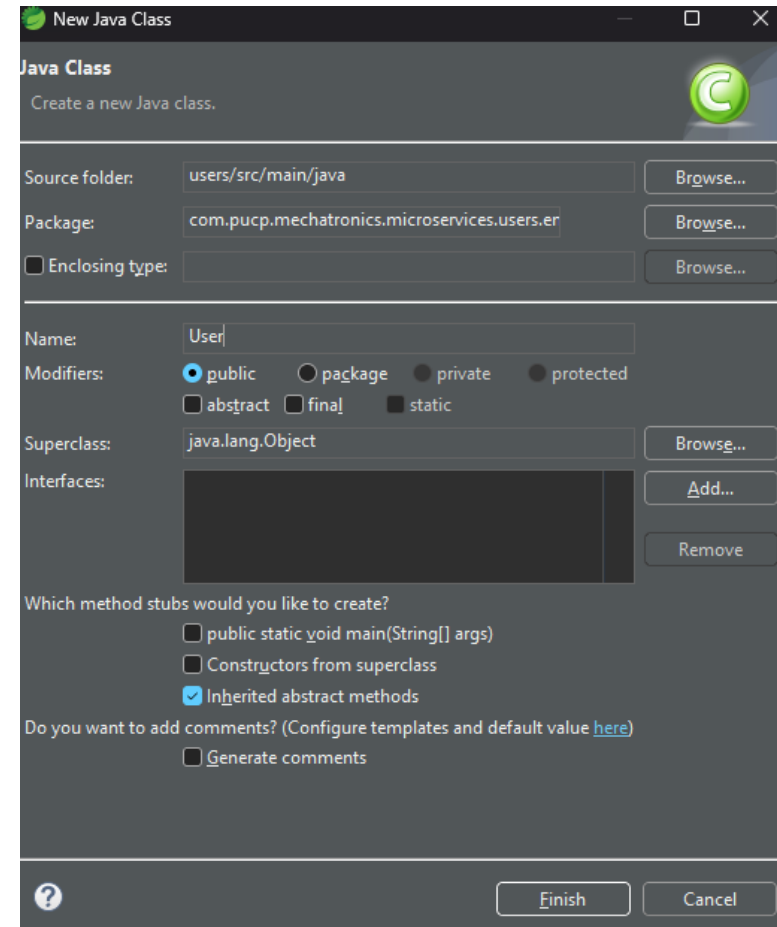 New Java Class
Java Class
Create a new Java class.
Source folder: users/src/main/java Browse...
Package: com.pucp.mechatronics.microservices.users.er Browse...
Enclosing type: Browse...
Name: User
Modifiers: public package private protected
abstract final static
Superclass: java.lang.Object Browse...
Interfaces: Add...
Remove
Which method stubs would you like to create?
public static void main(String[] args)
Constructors from superclass
Inherited abstract methods
Do you want to add comments? (Configure templates and default value here)
Generate comments
? Finish Cancel